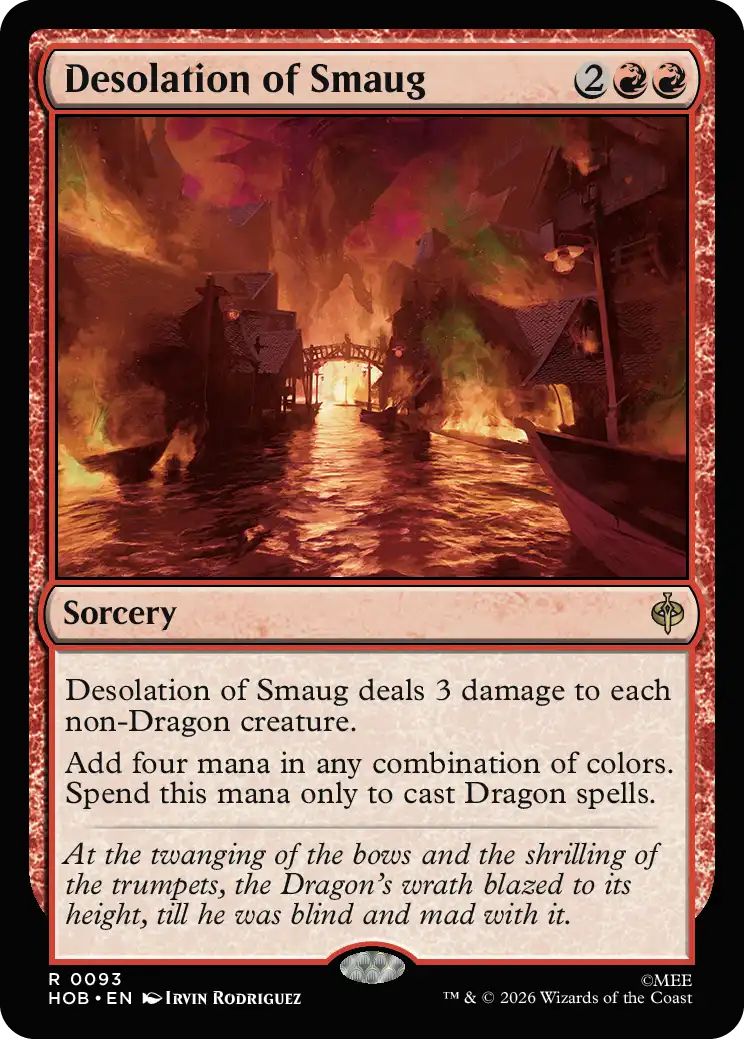 Desolation of Smaug 2
Sorcery
Desolation of Smaug deals 3 damage to each
non-Dragon creature.
Add four mana in any combination of colors.
Spend this mana only to cast Dragon spells.
At the twanging of the bows and the shrilling of
the trumpets, the Dragon's wrath blazed to its
height, till he was blind and mad with it.
R 0093
HOB • EN Irvin Rodriguez
©MEE
™ & © 2026 Wizards of the Coast